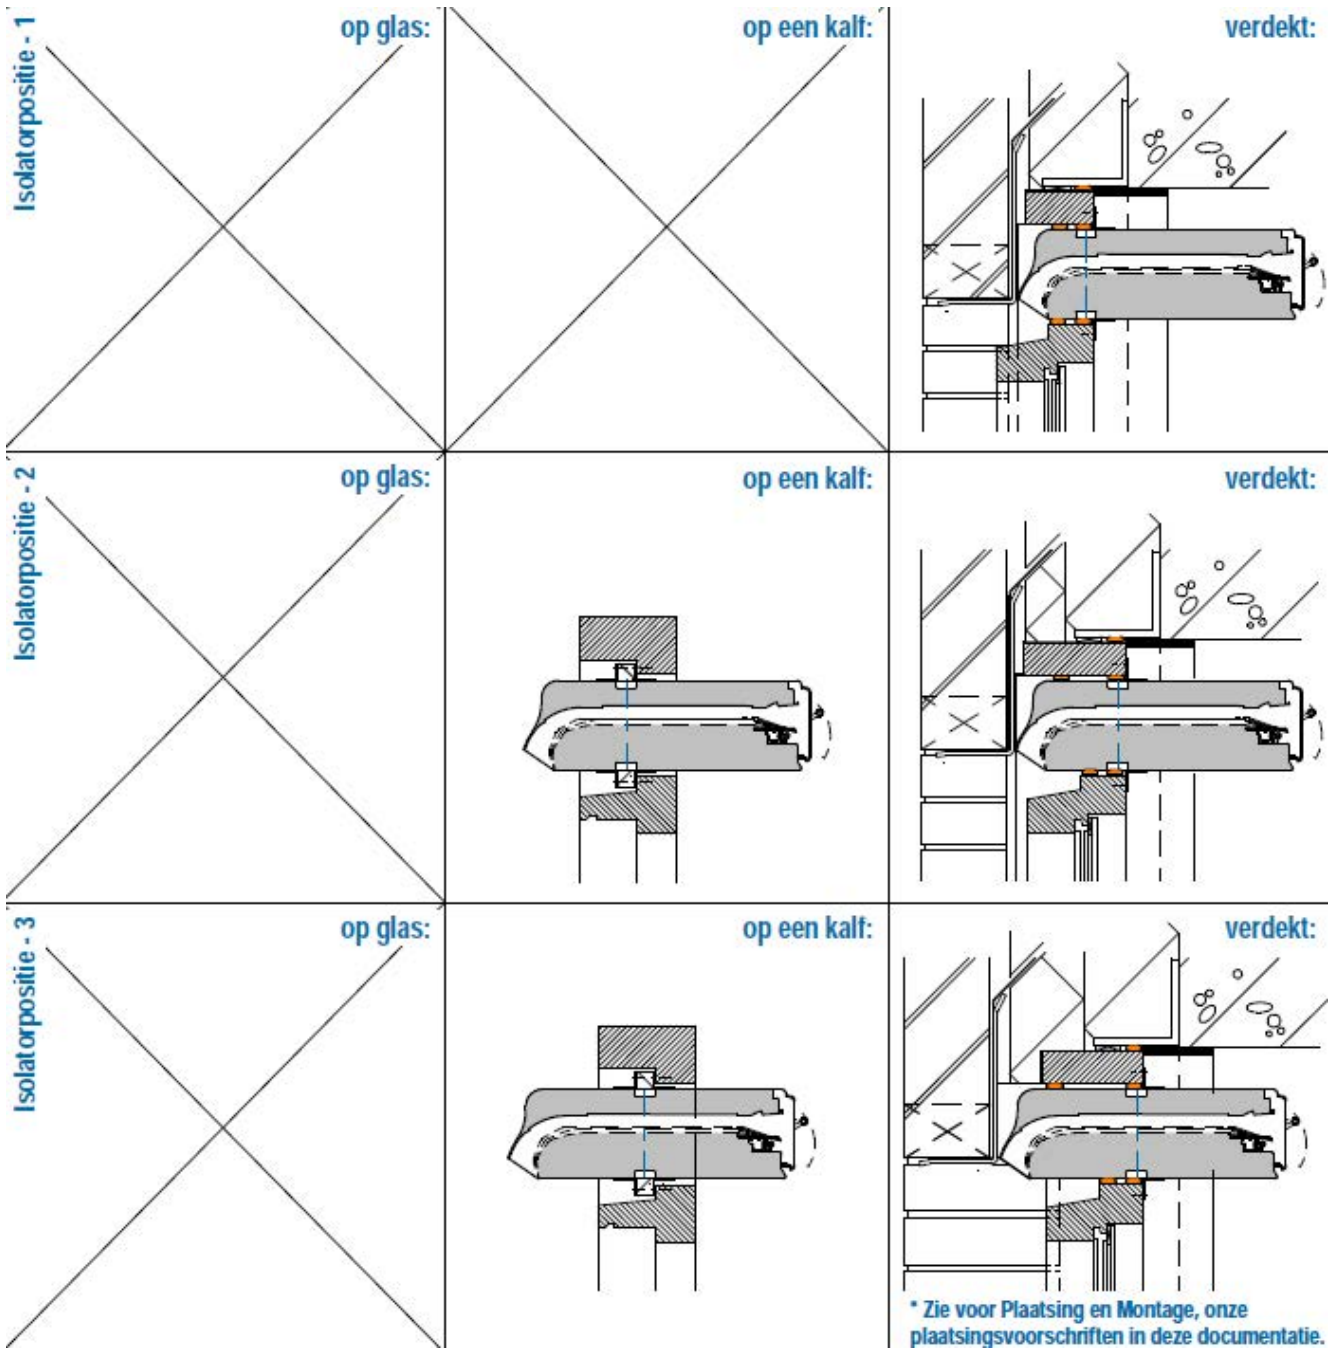 Isolatorpositie - 1
op glas:
op een kalf:
verdekt:
Isolatorpositie - 2
op glas:
op een kalf:
verdekt:
Isolatorpositie - 3
op glas:
op een kalf:
verdekt:
* Zie voor Plaatsing en Montage, onze
plaatsingsvoorschriften in deze documentatie.